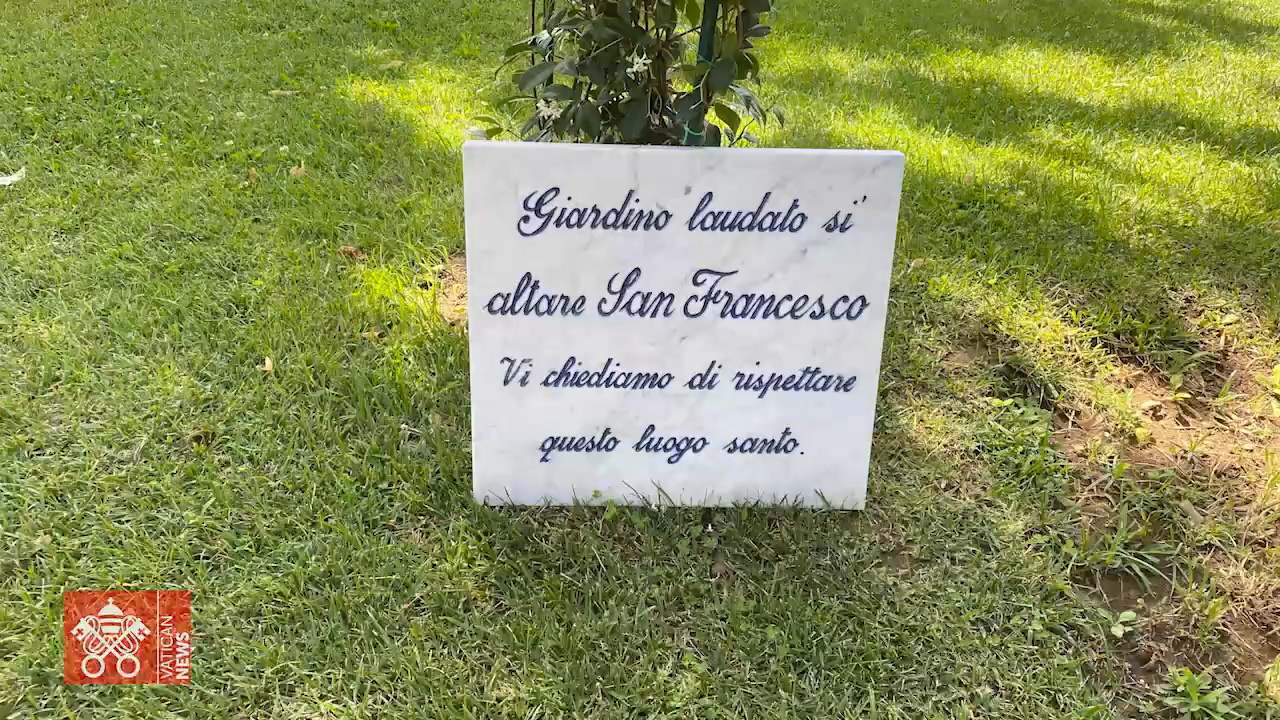 Giardino laudato si'
altare San Francesco
Vi chiediamo di rispettare
questo luogo santo.
VATICAN
NEWS